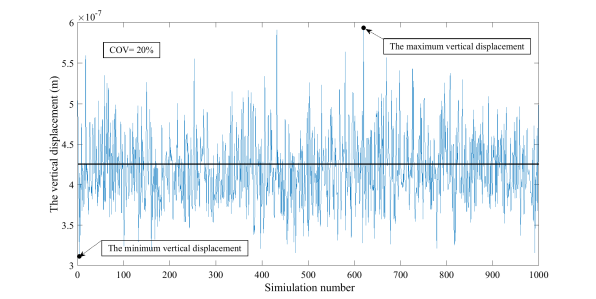 ×10⁻⁷
6
5.5
5
4.5
4
3.5
3
The vertical displacement (m)
COV= 20%
The maximum vertical displacement
The minimum vertical displacement
0 100 200 300 400 500 600 700 800 900 1000
Simiulation number